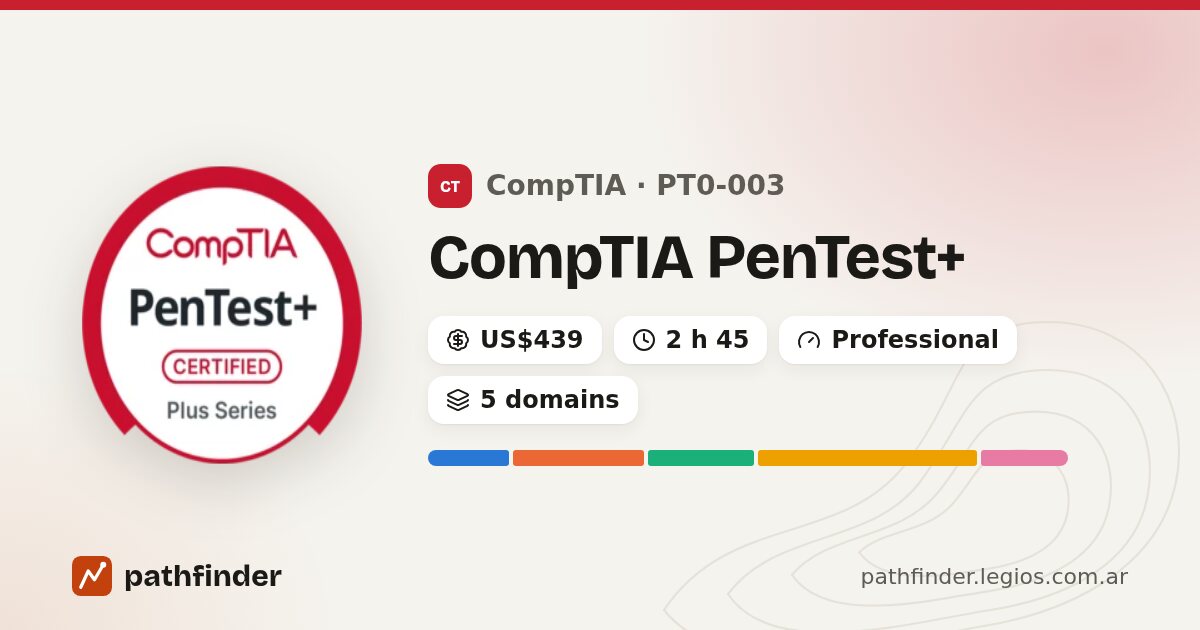 CompTIA
PenTest+
CERTIFIED
Plus Series
CT
CompTIA · PT0-003
CompTIA PenTest+
US$439
2 h 45
Professional
5 domains
pathfinder
pathfinder.legios.com.ar